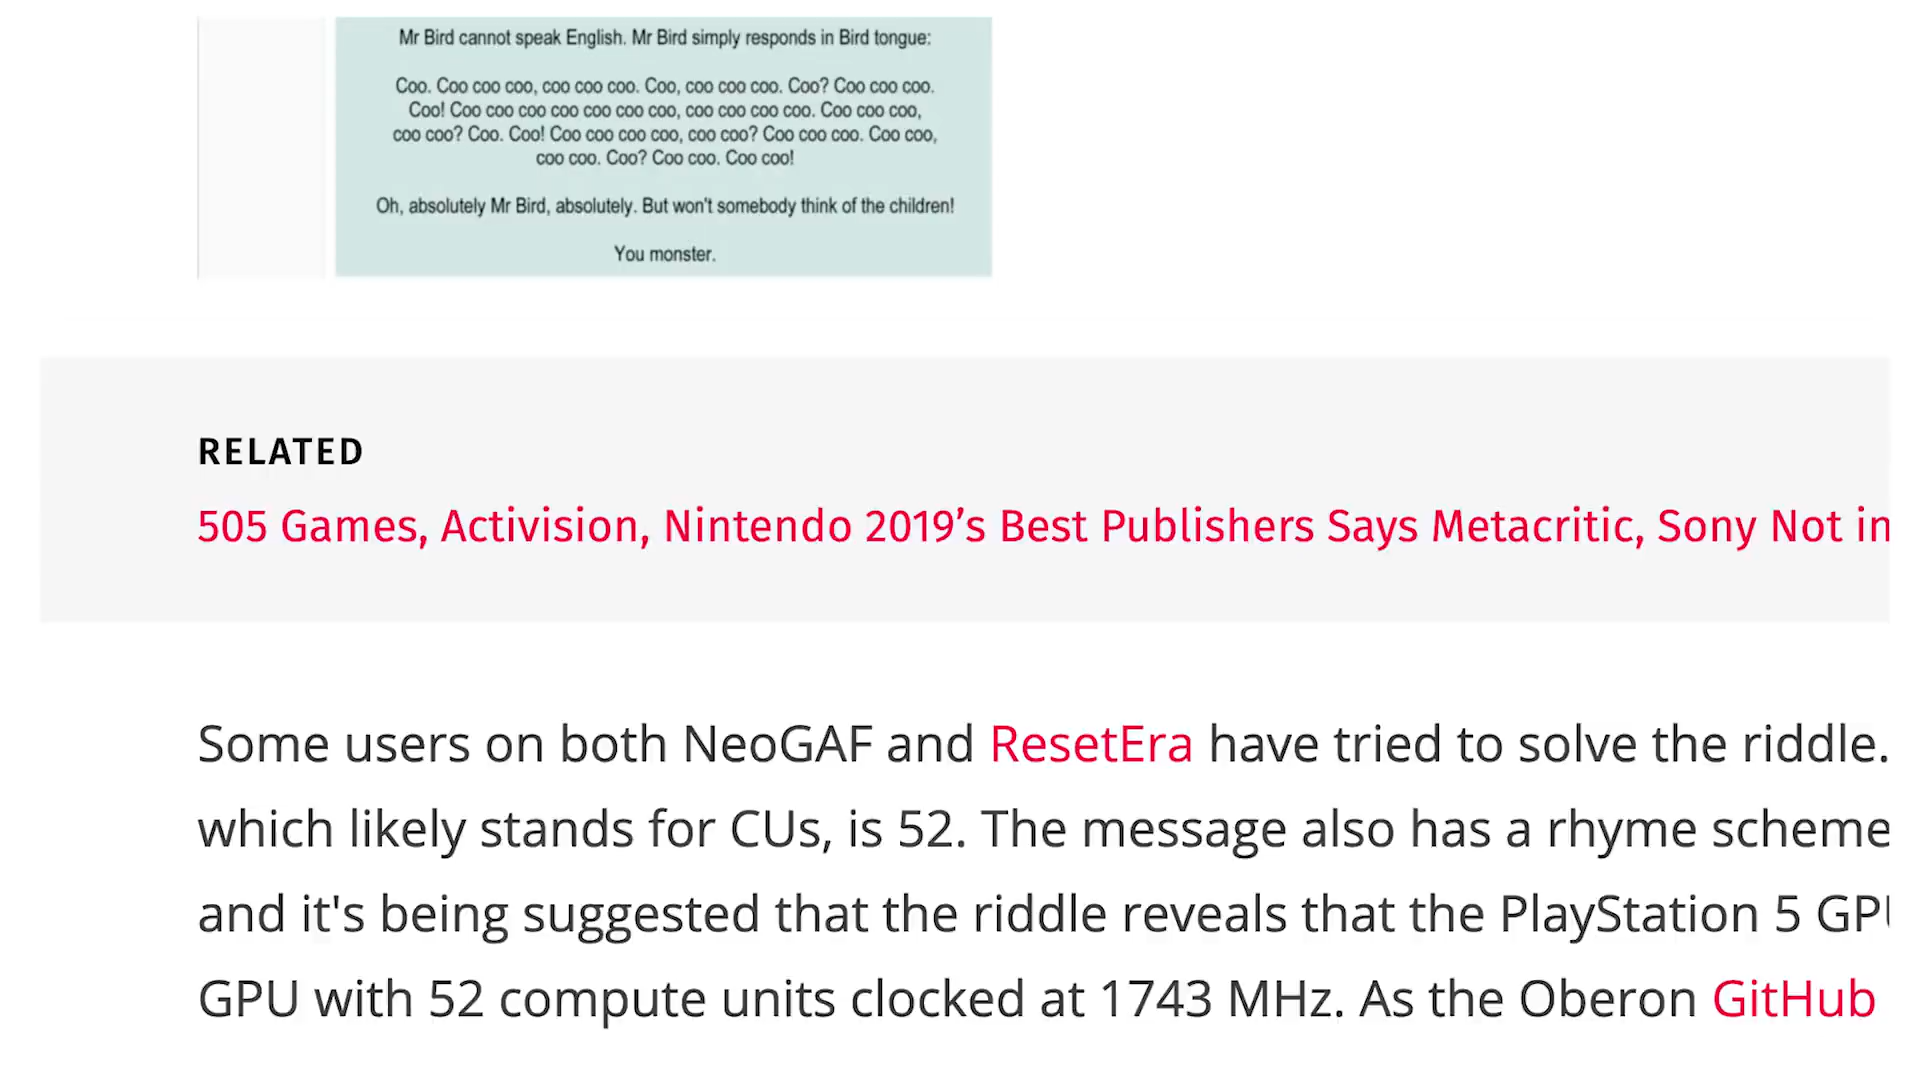 Mr Bird cannot speak English. Mr Bird simply responds in Bird tongue:
Coo. Coo coo coo, coo coo coo. Coo, coo coo coo. Coo? Coo coo coo.
Coo! Coo coo coo coo coo coo coo, coo coo coo coo. Coo coo coo,
coo coo? Coo. Coo! Coo coo coo coo, coo coo? Coo coo coo. Coo coo,
coo coo. Coo? Coo coo. Coo coo!
Oh, absolutely Mr Bird, absolutely. But won't somebody think of the children!
You monster.
RELATED
505 Games, Activision, Nintendo 2019’s Best Publishers Says Metacritic, Sony Not in
Some users on both NeoGAF and ResetEra have tried to solve the riddle.
which likely stands for CUs, is 52. The message also has a rhyme scheme
and it's being suggested that the riddle reveals that the PlayStation 5 GPU
GPU with 52 compute units clocked at 1743 MHz. As the Oberon GitHub